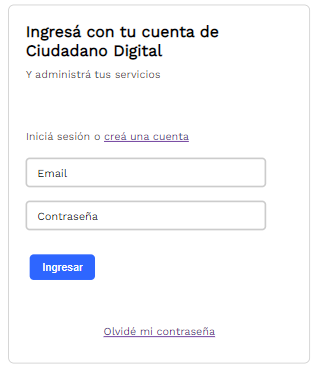 Ingresá con tu cuenta de
Ciudadano Digital
Y administrá tus servicios
Iniciá sesión o creá una cuenta
Email
Contraseña
Ingresar
Olvidé mi contraseña